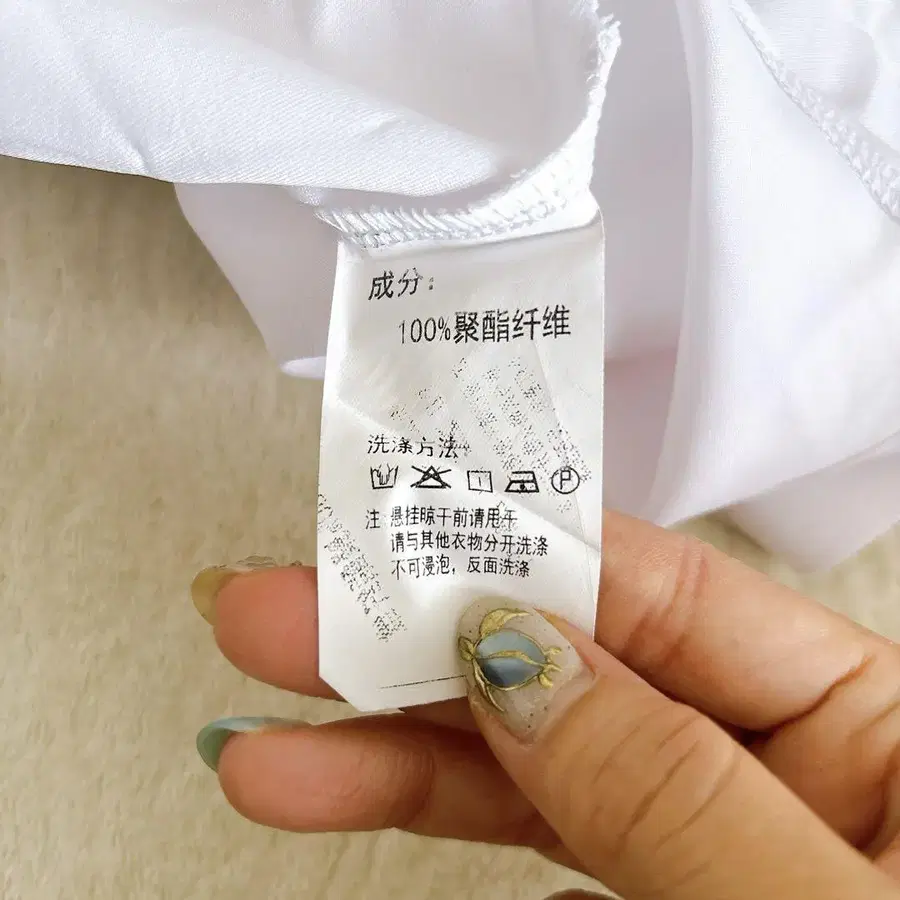 成分:
100%聚酯纤维
洗涤方法
P
注:悬挂晾干前请用干
请与其他衣物分开洗涤
不可浸泡，反面洗涤